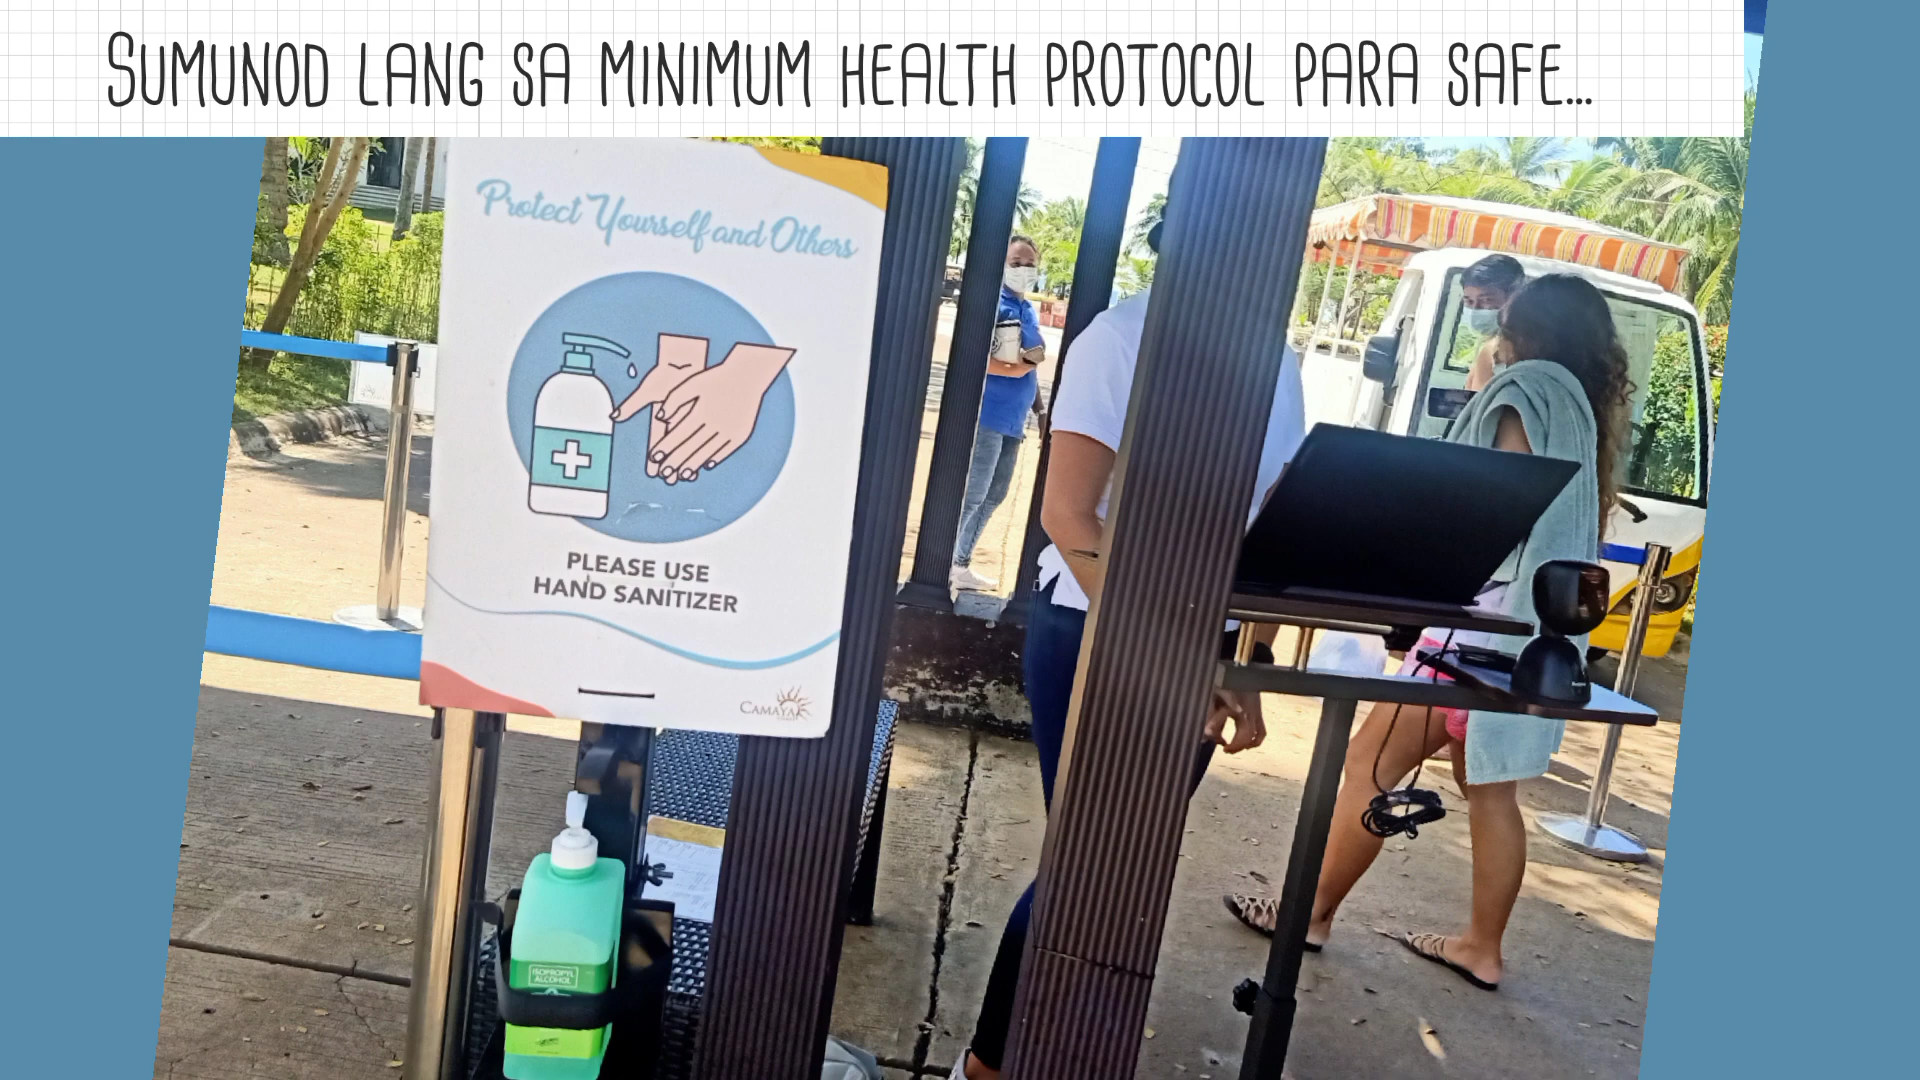 Sumunod lang sa minimum health protocol para safe...
Protect Yourself and Others
PLEASE USE
HAND SANITIZER
CAMAYA
ISOPROPYL
ALCOHOL